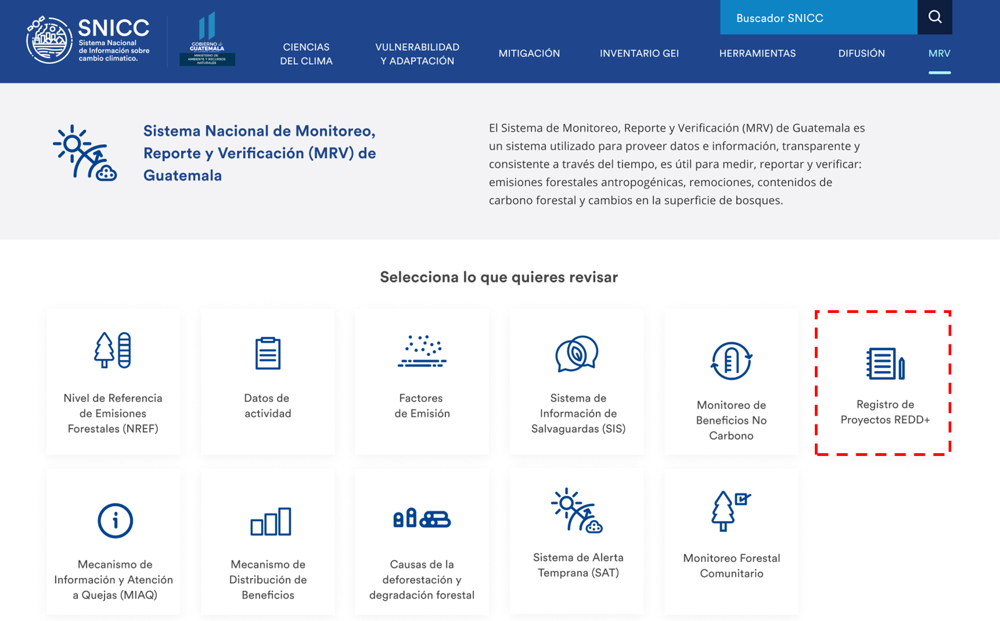 SNICC
Sistema Nacional
de Información sobre
cambio climatico.
GOBIERNO de
GUATEMALA
MINISTERIO DE
AMBIENTE Y RECURSOS
NATURALES
Buscador SNICC
CIENCIAS
DEL CLIMA
VULNERABILIDAD
Y ADAPTACIÓN
MITIGACIÓN
INVENTARIO GEI
HERRAMIENTAS
DIFUSIÓN
MRV
Sistema Nacional de Monitoreo,
Reporte y Verificación (MRV) de
Guatemala
El Sistema de Monitoreo, Reporte y Verificación (MRV) de Guatemala es
un sistema utilizado para proveer datos e información, transparente y
consistente a través del tiempo, es útil para medir, reportar y verificar:
emisiones forestales antropogénicas, remociones, contenidos de
carbono forestal y cambios en la superficie de bosques.
Selecciona lo que quieres revisar
Nivel de Referencia
de Emisiones
Forestales (NREF)
Datos de
actividad
Factores
de Emisión
Sistema de
Información de
Salvaguardas (SIS)
Monitoreo de
Beneficios No
Carbono
Registro de
Proyectos REDD+
Mecanismo de
Información y Atención
a Quejas (MIAQ)
Mecanismo de
Distribución de
Beneficios
Causas de la
deforestación y
degradación forestal
Sistema de Alerta
Temprana (SAT)
Monitoreo Forestal
Comunitario